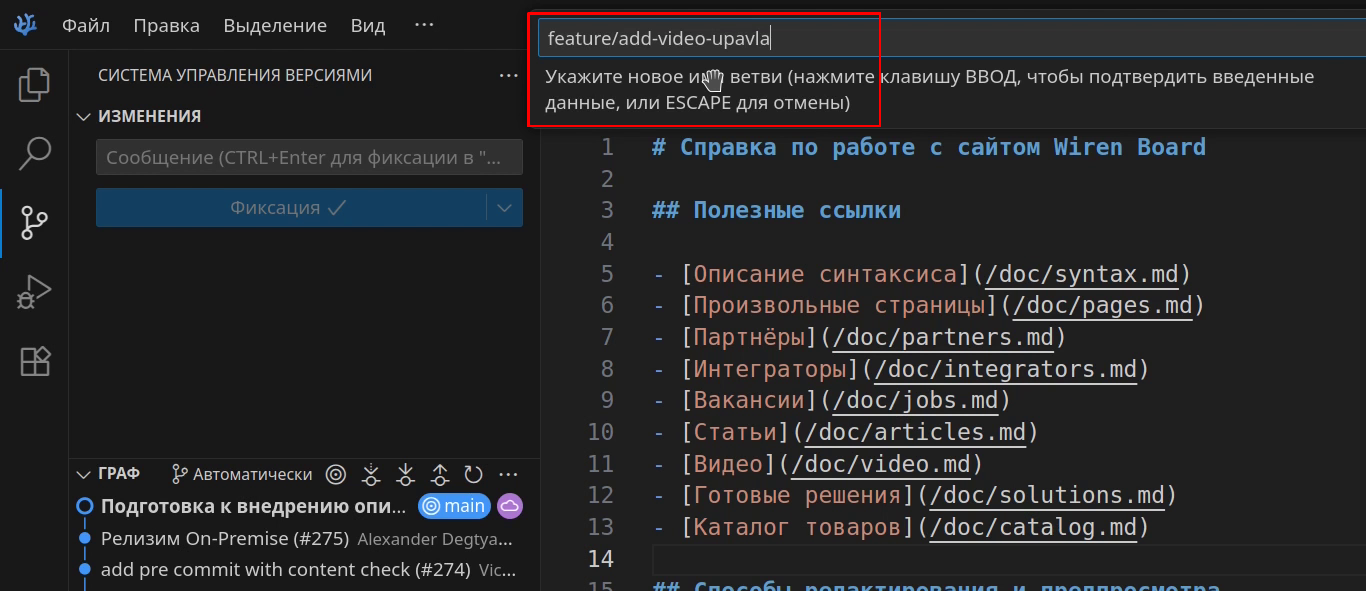 Файл Правка Выделение Вид ···
feature/add-video-upavla
Укажите новое имя ветви (нажмите клавишу ВВОД, чтобы подтвердить введенные
данные, или ESCAPE для отмены)
СИСТЕМА УПРАВЛЕНИЯ ВЕРСИЯМИ ···
ИЗМЕНЕНИЯ
Сообщение (CTRL+Enter для фиксации в "...
Фиксация
ГРАФ Автоматически ···
Подготовка к внедрению опи... main
Релизим On-Premise (#275) Alexander Degtya...
add pre commit with content check (#274) Vic...
1 # Справка по работе с сайтом Wiren Board
2
3 ## Полезные ссылки
4
5 - [Описание синтаксиса](/doc/syntax.md)
6 - [Произвольные страницы](/doc/pages.md)
7 - [Партнёры](/doc/partners.md)
8 - [Интеграторы](/doc/integrators.md)
9 - [Вакансии](/doc/jobs.md)
10 - [Статьи](/doc/articles.md)
11 - [Видео](/doc/video.md)
12 - [Готовые решения](/doc/solutions.md)
13 - [Каталог товаров](/doc/catalog.md)
14
15 ## Способы редактирования и предпросмотра